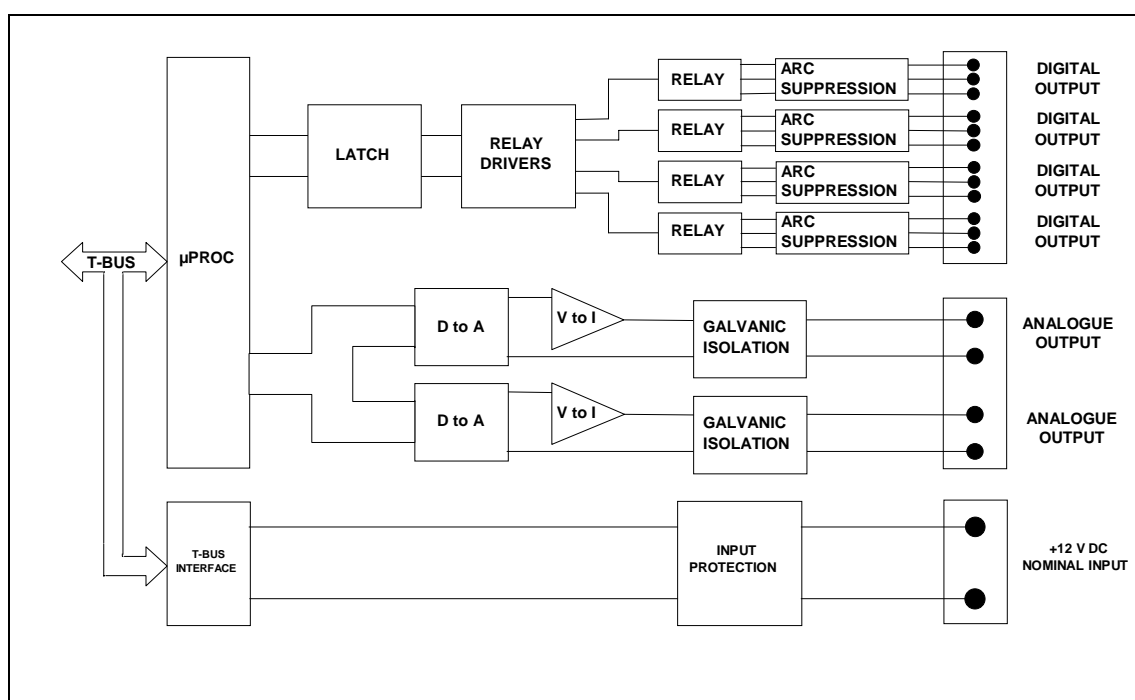 RELAY
ARC
SUPPRESSION
DIGITAL
OUTPUT
RELAY
ARC
SUPPRESSION
DIGITAL
OUTPUT
LATCH
RELAY
DRIVERS
RELAY
ARC
SUPPRESSION
DIGITAL
OUTPUT
RELAY
ARC
SUPPRESSION
DIGITAL
OUTPUT
T-BUS
µPROC
D to A
V to I
GALVANIC
ISOLATION
ANALOGUE
OUTPUT
D to A
V to I
GALVANIC
ISOLATION
ANALOGUE
OUTPUT
T-BUS
INTERFACE
INPUT
PROTECTION
+12 V DC
NOMINAL INPUT